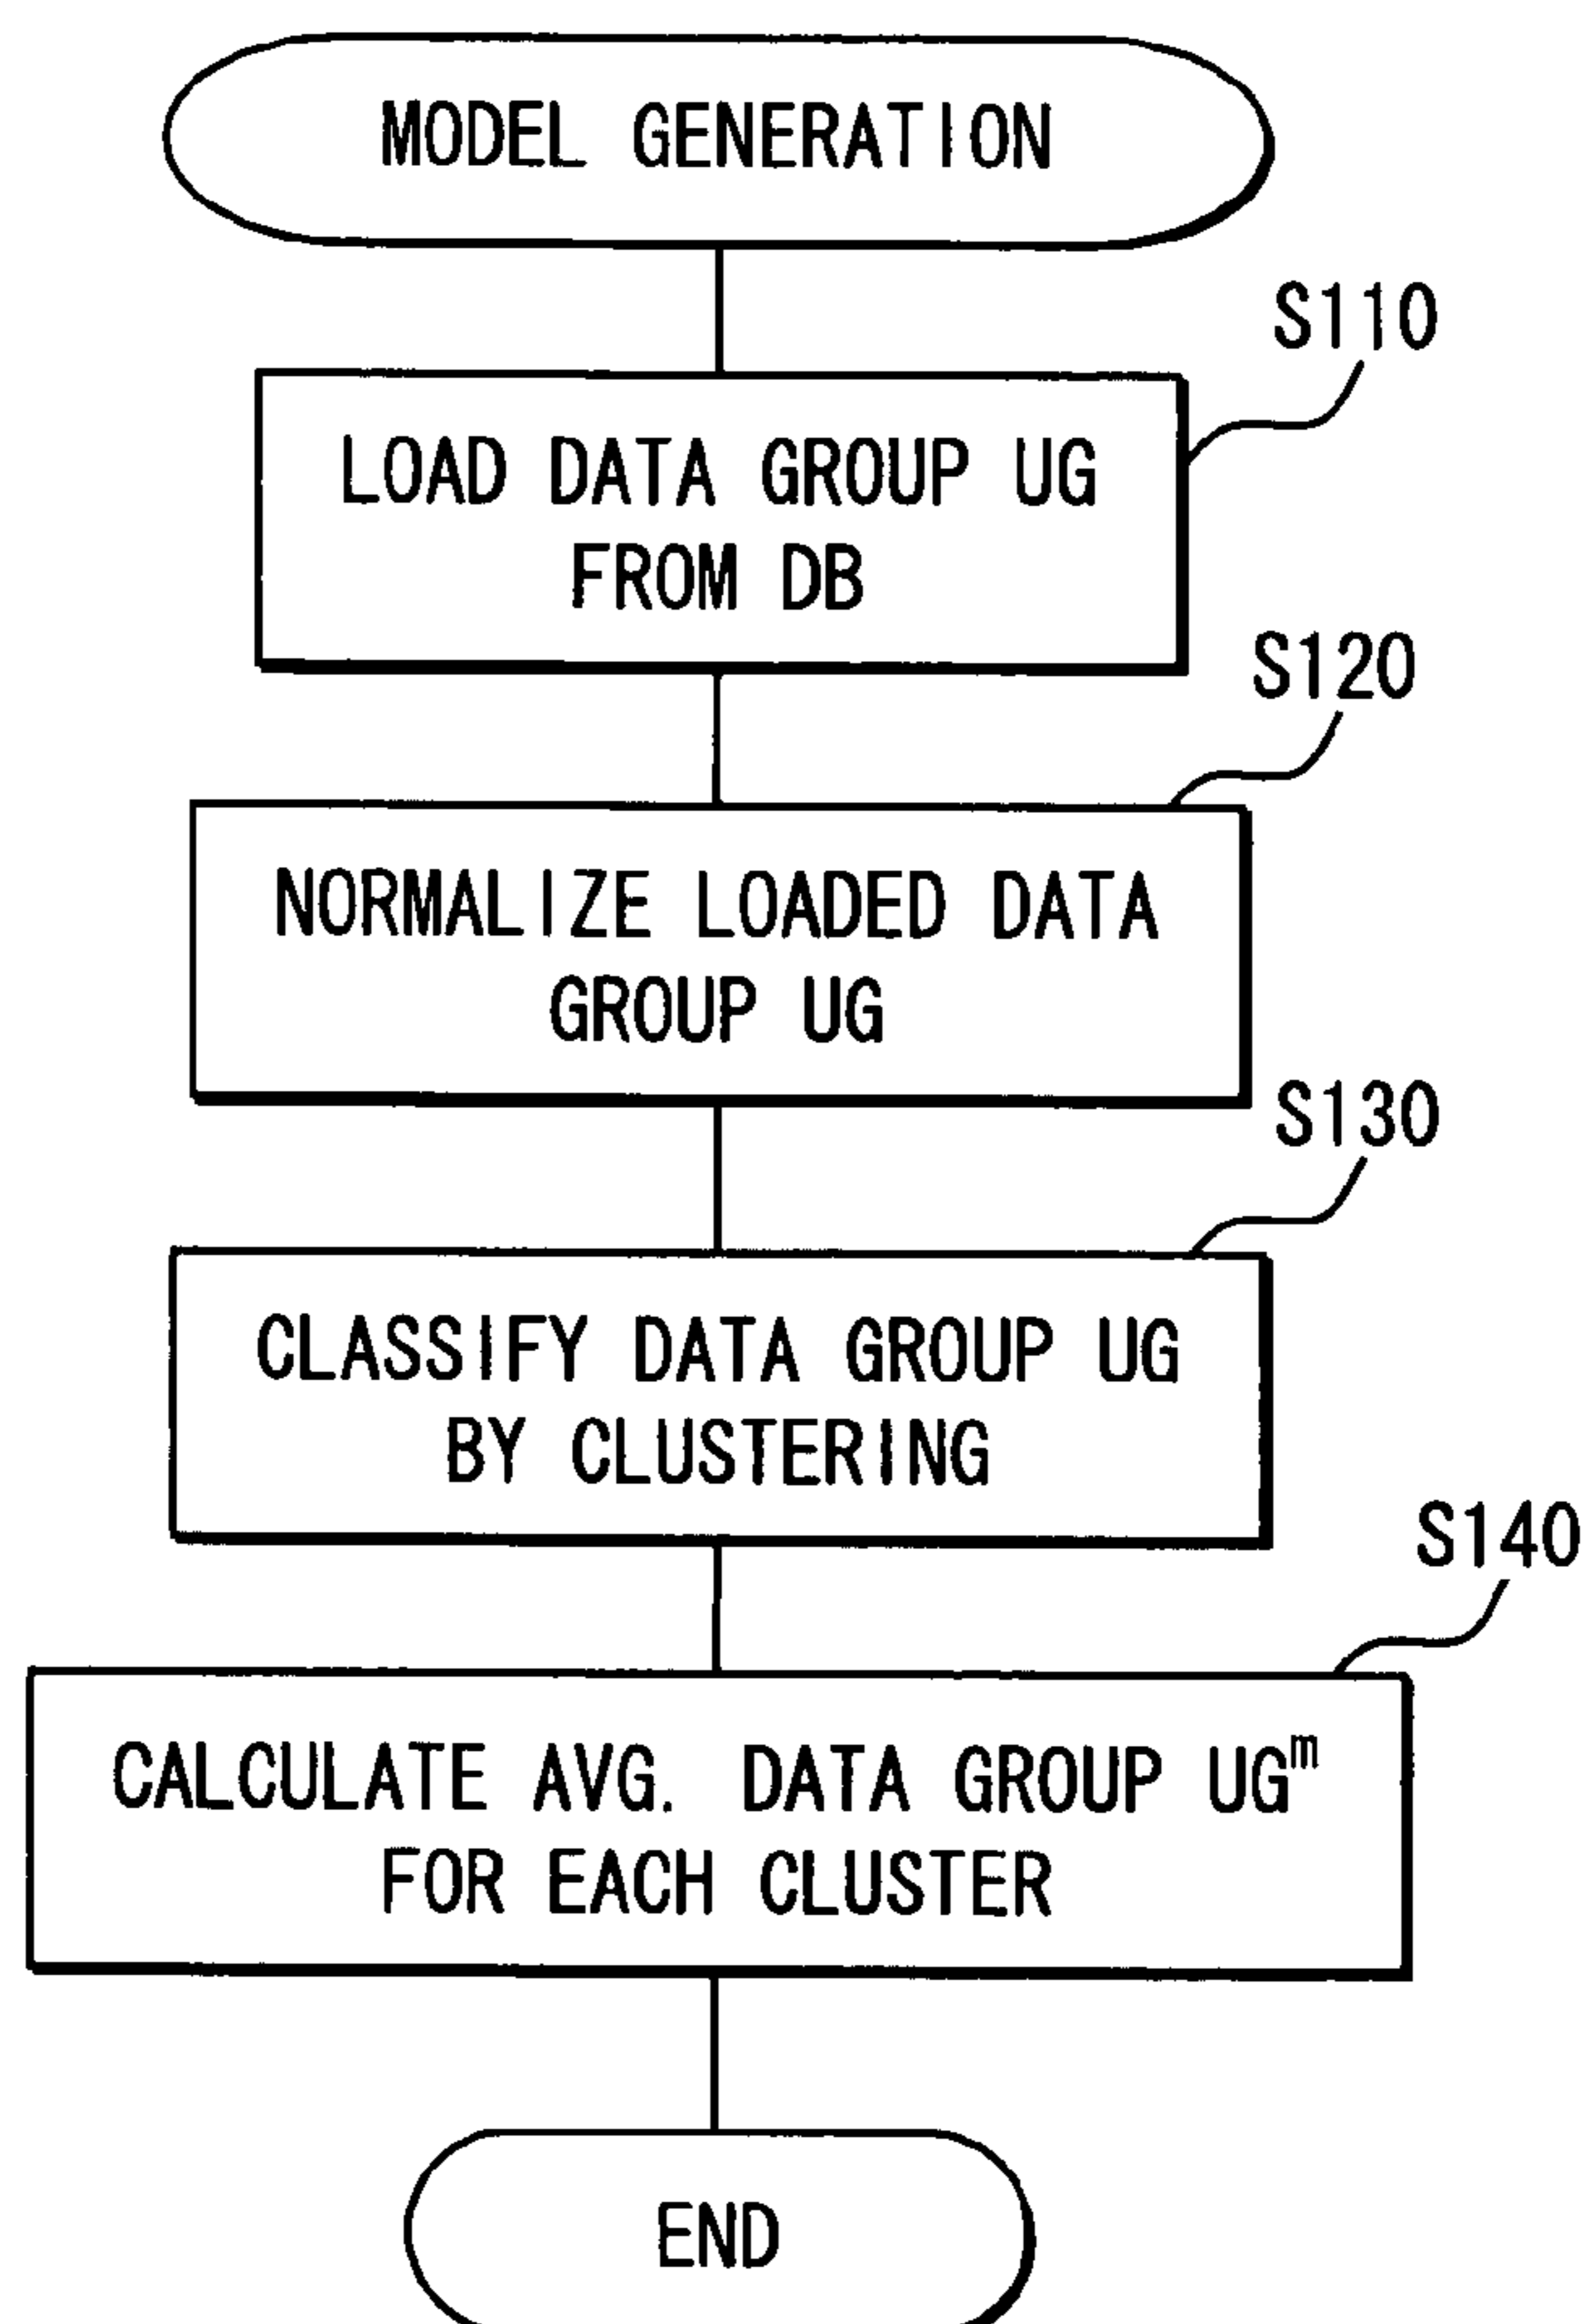 MODEL GENERATION
S110
LOAD DATA GROUP UG
FROM DB
S120
NORMALIZE LOADED DATA
GROUP UG
S130
CLASSIFY DATA GROUP UG
BY CLUSTERING
S140
CALCULATE AVG. DATA GROUP UGᵐ
FOR EACH CLUSTER
END